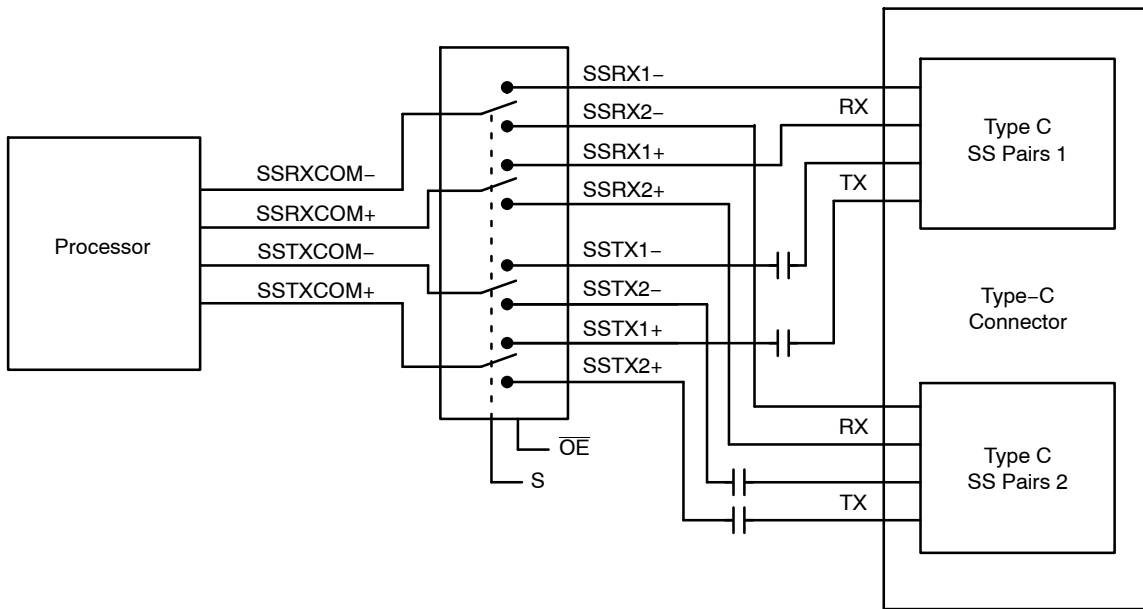 Processor
SSRXCOM−
SSRXCOM+
SSTXCOM−
SSTXCOM+
SSRX1−
SSRX2−
SSRX1+
SSRX2+
SSTX1−
SSTX2−
SSTX1+
SSTX2+
OE
S
RX
TX
Type C
SS Pairs 1
Type−C
Connector
RX
TX
Type C
SS Pairs 2